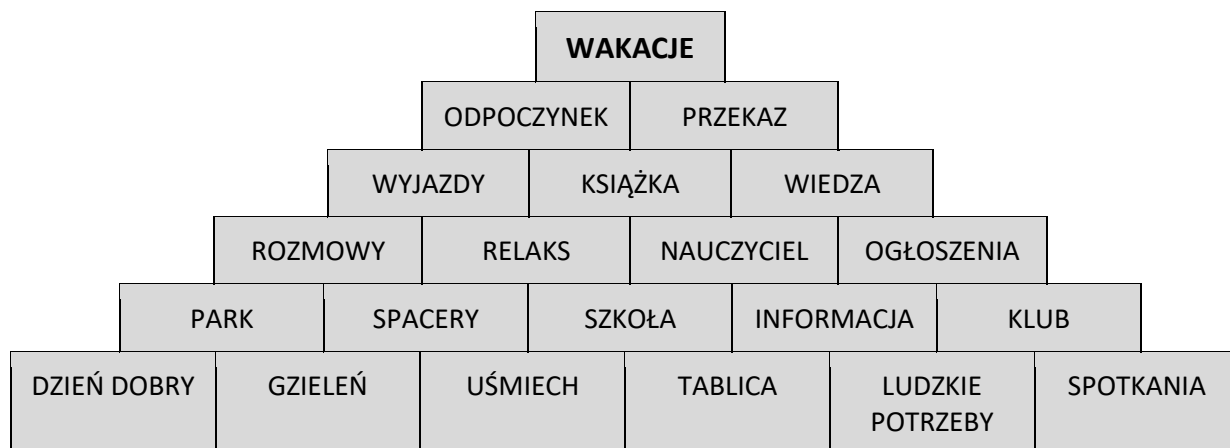 WAKACJE
ODPOCZYNEK PRZEKAZ
WYJAZDY KSIĄŻKA WIEDZA
ROZMOWY RELAKS NAUCZYCIEL OGŁOSZENIA
PARK SPACERY SZKOŁA INFORMACJA KLUB
DZIEŃ DOBRY GZIELEŃ UŚMIECH TABLICA LUDZKIE POTRZEBY SPOTKANIA